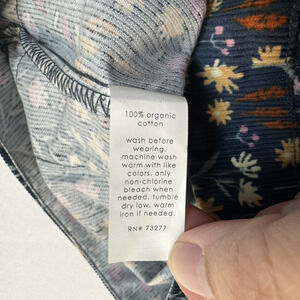 100% organic
cotton
wash before
wearing.
machine wash
warm with like
colors. only
non-chlorine
bleach when
needed. tumble
dry low. warm
iron if needed.
RN# 73277